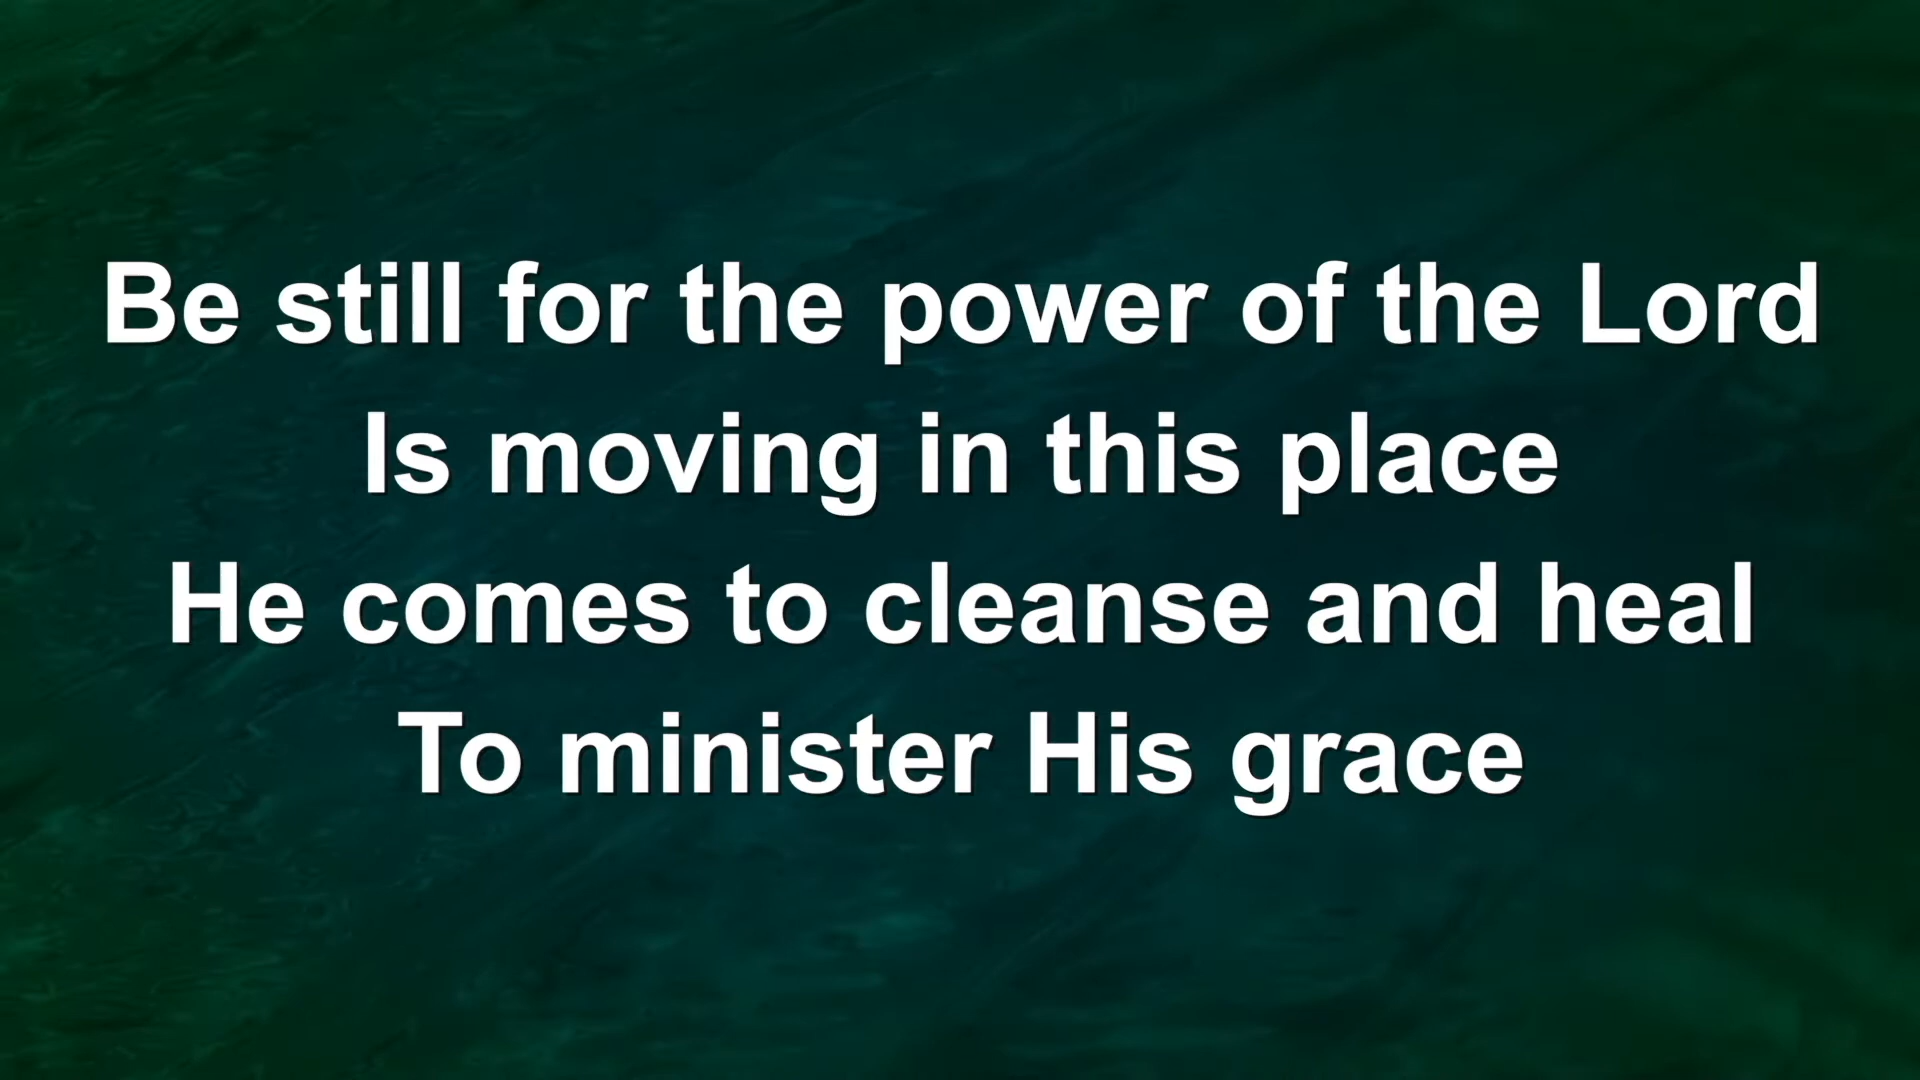 Be still for the power of the Lord
Is moving in this place
He comes to cleanse and heal
To minister His grace